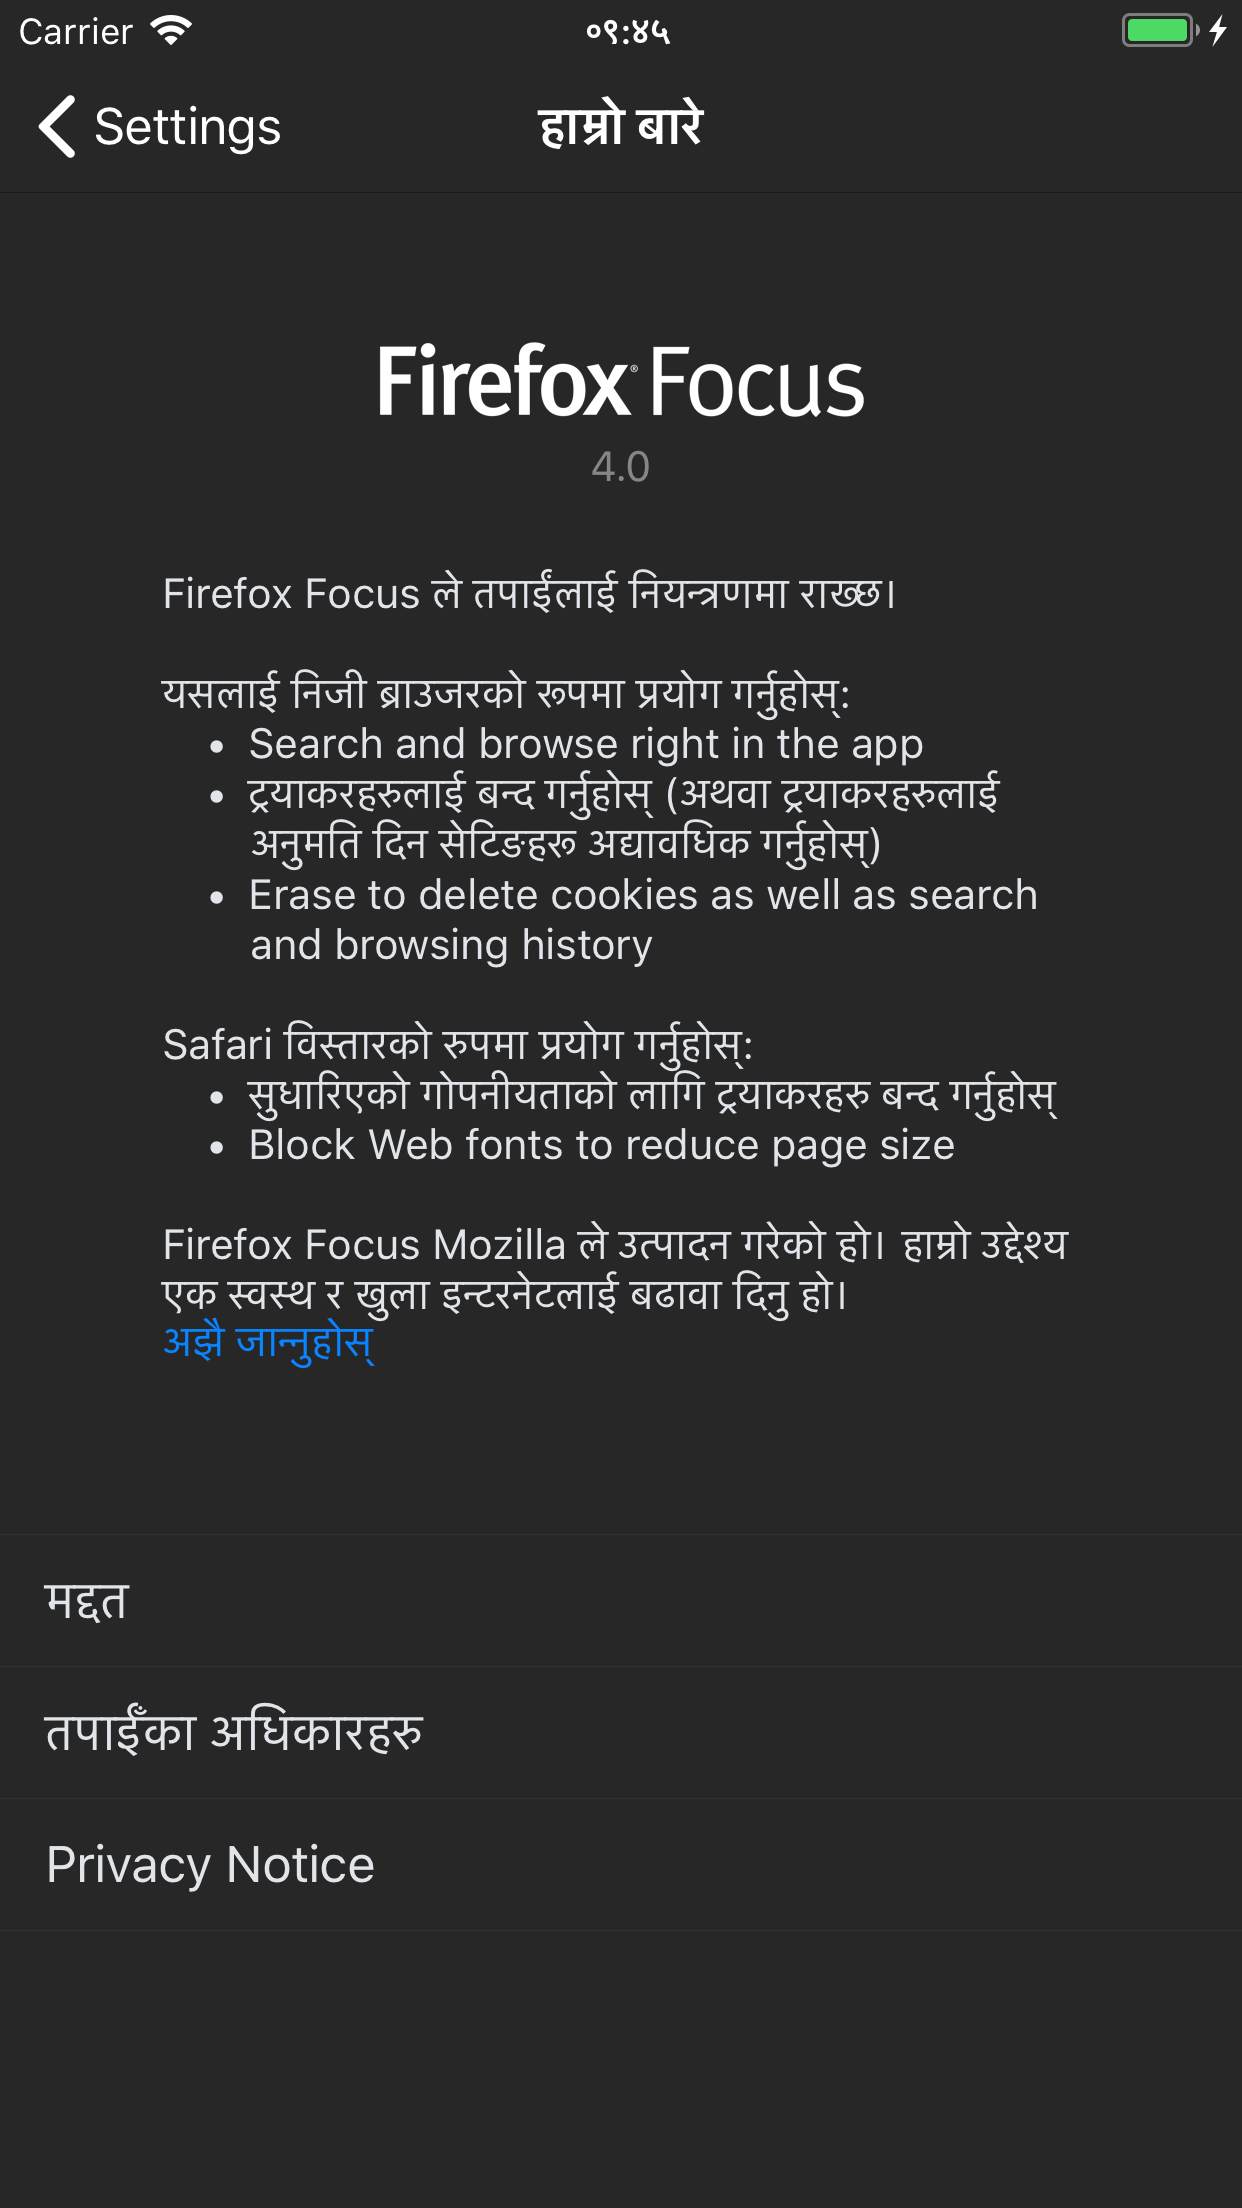 Carrier
०९:४५
Settings
हाम्रो बारे
Firefox® Focus
4.0
Firefox Focus ले तपाईंलाई नियन्त्रणमा राख्छ।
यसलाई निजी ब्राउजरको रूपमा प्रयोग गर्नुहोस्:
• Search and browse right in the app
• ट्रयाकरहरुलाई बन्द गर्नुहोस् (अथवा ट्रयाकरहरुलाई
अनुमति दिन सेटिङहरू अद्यावधिक गर्नुहोस्)
• Erase to delete cookies as well as search
and browsing history
Safari विस्तारको रुपमा प्रयोग गर्नुहोस्:
• सुधारिएको गोपनीयताको लागि ट्रयाकरहरु बन्द गर्नुहोस्
• Block Web fonts to reduce page size
Firefox Focus Mozilla ले उत्पादन गरेको हो। हाम्रो उद्देश्य
एक स्वस्थ र खुला इन्टरनेटलाई बढावा दिनु हो।
अझै जान्नुहोस्
मद्दत
तपाईँका अधिकारहरु
Privacy Notice